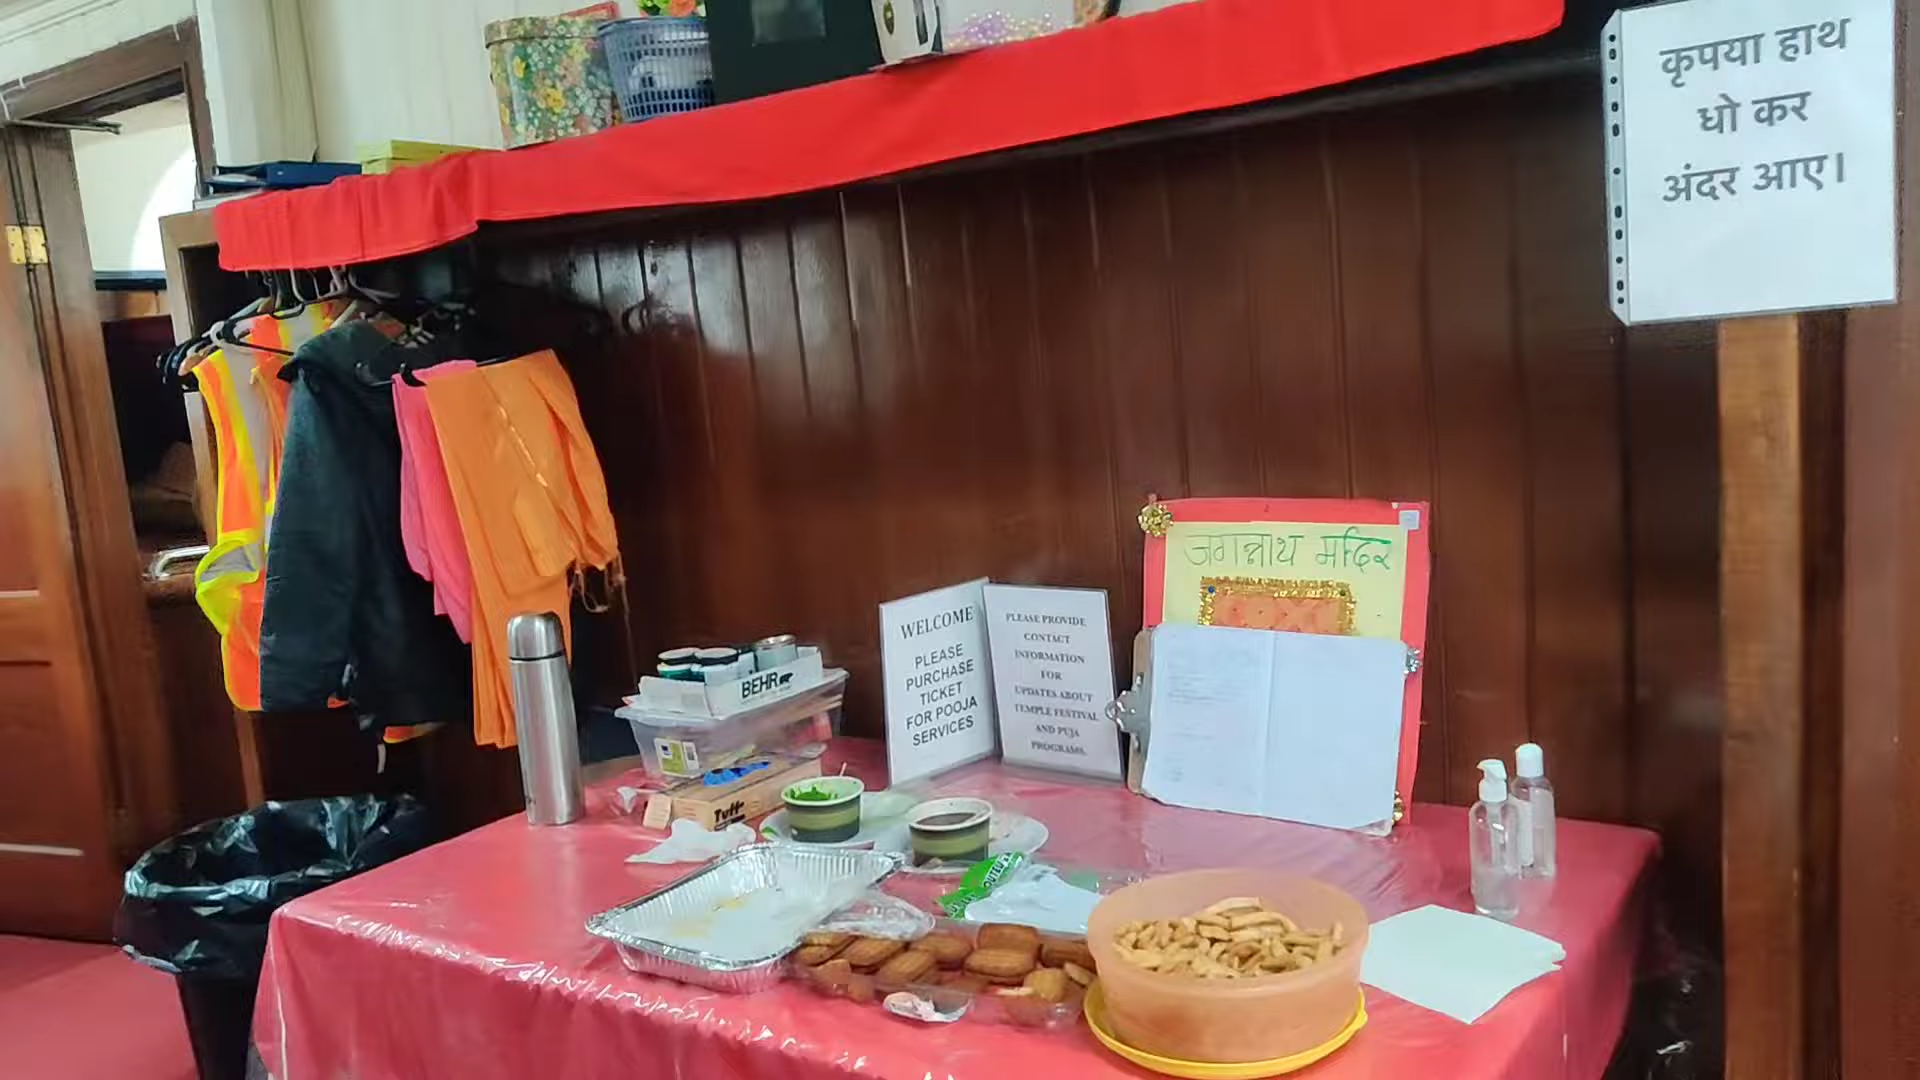 कृपया हाथ
धो कर
अंदर आए।
जगन्नाथ मन्दिर
WELCOME
PLEASE
PURCHASE
TICKET
FOR POOJA
SERVICES
PLEASE PROVIDE
CONTACT
INFORMATION
FOR
UPDATES ABOUT
TEMPLE FESTIVAL
AND PUJA
PROGRAMS.
BEHR
Tuff